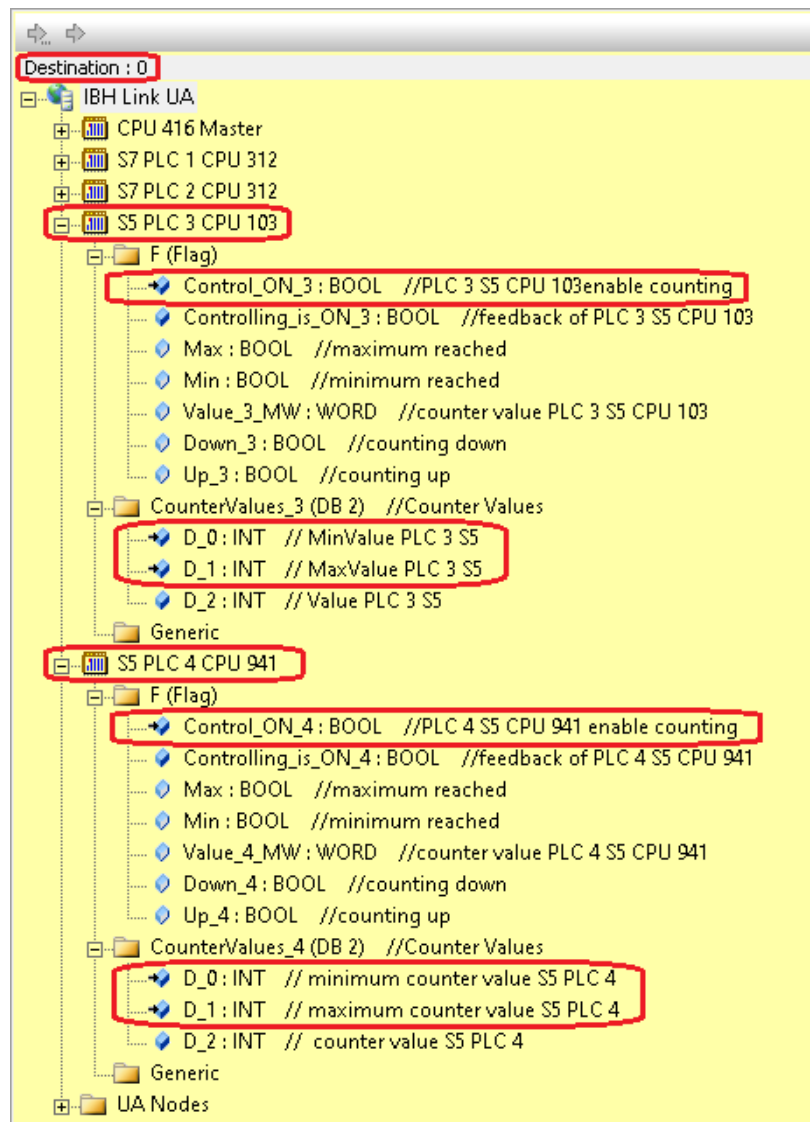 Destination : 0
IBH Link UA
CPU 416 Master
S7 PLC 1 CPU 312
S7 PLC 2 CPU 312
S5 PLC 3 CPU 103
F (Flag)
Control_ON_3 : BOOL //PLC 3 S5 CPU 103enable counting
Controlling_is_ON_3 : BOOL //feedback of PLC 3 S5 CPU 103
Max : BOOL //maximum reached
Min : BOOL //minimum reached
Value_3_MW : WORD //counter value PLC 3 S5 CPU 103
Down_3 : BOOL //counting down
Up_3 : BOOL //counting up
CounterValues_3 (DB 2) //Counter Values
D_0 : INT // MinValue PLC 3 S5
D_1 : INT // MaxValue PLC 3 S5
D_2 : INT // Value PLC 3 S5
Generic
S5 PLC 4 CPU 941
F (Flag)
Control_ON_4 : BOOL //PLC 4 S5 CPU 941 enable counting
Controlling_is_ON_4 : BOOL //feedback of PLC 4 S5 CPU 941
Max : BOOL //maximum reached
Min : BOOL //minimum reached
Value_4_MW : WORD //counter value PLC 4 S5 CPU 941
Down_4 : BOOL //counting down
Up_4 : BOOL //counting up
CounterValues_4 (DB 2) //Counter Values
D_0 : INT // minimum counter value S5 PLC 4
D_1 : INT // maximum counter value S5 PLC 4
D_2 : INT // counter value S5 PLC 4
Generic
UA Nodes